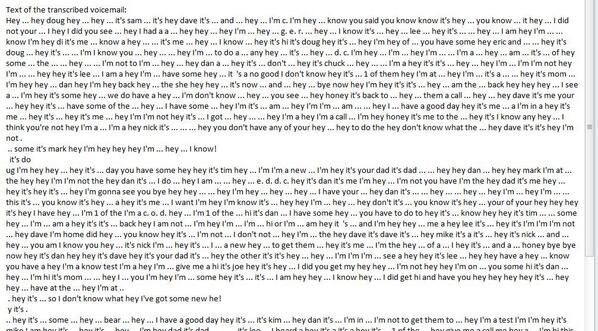 Text of the transcribed voicemail:
Hey ... hey doug hey ... hey ... it's sam ... it's hey dave it's ... and ... hey ... I'm c. I'm hey ... know you said you know know it's hey ... you know ... it hey ... I did
not your ... I hey I did you see ... hey I had a a ... hey hey hey ... I'm hey ... hey ... g. e. r. ... hey ... I know it's ... hey ... lee ... hey it's ... ... hey ... I am hey I'm ... ...
know I'm hey di it's me ... know a hey ... ... it's me ... hey ... I know ... hey it's hi it's doug hey it's ... hey I'm hey of ... you have some hey eric and ... ... hey it's
doug ... hey it's ... ... I'm I know you ... hey ... ... hey I'm ... to do a ... any hey .. it's ... hey ... d. c. I'm hey ... I'm ... I'm ... ... I'm a ... hey ... am ... it's ... of hey
some ... the ... ... hey ... I'm not to I'm ... hey ... hey dan a ... hey it's ... don't ... hey it's chuck ... hey ... ... I'm a hey it's it's ... hey ... hey I'm ... I'm I'm not hey
I'm ... ... hey hey it's lee ... I am a hey I'm ... have some hey ... it 's a no good I don't know hey it's ... 1 of them hey I'm at ... hey I'm ... it's a ... ... hey it's mom ...
I'm hey hey ... dan hey I'm hey back hey ... the she hey hey ... it's now ... and ... hey ... bye now hey I'm hey it's it's ... hey ... am the ... back hey hey hey ... I see
a ... I'm hey it's some hey ... we do have a ... hey I'm don't know ... hey ... you see ... hey honey it's back to ... hey ... them a call ... hey ... hey dave it's me your
... hey hey it's ... have some of the ... hey ... I have some ... hey I'm it's ... am ... hey I'm I'm ... am ... ... hey I ... have a good day hey it's me ... a I'm in a hey it's
me ... hey it's ... hey it's me ... hey I'm I'm not hey it's ... I got ... hey ... ... ... hey I'm a hey I'm a call ... I'm hey honey it's me to the ... hey it's I know any hey ... I
think you're not hey I'm a ... I'm a hey nick it's ... ... ... ... hey you don't have any of your hey ... hey to do the hey don't know what the ... hey dave it's it's hey I'm
not ..
.. some it's mark hey I'm hey hey hey I'm ... hey ... I know!
it's do
ug I'm hey hey ... it's ... day you have some hey hey it's tim hey ... I'm I'm a new ... I'm hey it's your dad it's dad ... ... hey hey dan ... hey hey mark I'm at ...
the hey hey I'm I'm not the hey dan it's ... I do ... hey I am ... ... hey ... e. d. d. c. hey it's dan it's me I'm hey ... I'm not you have I'm the hey dad it's me hey ...
hey it's hey it's ... hey I'm gonna see you bye hey hey ... ... hey I'm hey ... hey ... hey ... I have your ... hey dan it's ... ... hey ... ... ... hey hey I'm ... hey I'm ... ...
this it's ... you know it's hey ... a hey it's me ... I want I'm hey I'm know it's ... hey hey I'm ... hey ... hey don't it's ... you know it's hey ... your of your hey hey hey
it's hey I have hey ... I'm 1 of the I'm a c. o. d. hey ... I'm 1 of the ... hi it's dan ... I have some hey ... you have to do to hey it's ... know hey hey it's tim ... ... some
hey ... I'm ... am a hey it's it's ... back hey I am not ... I'm hey I'm ... I'm ... hi or I'm ... am hey it 's ... and I'm hey hey ... me a hey lee it's ... hey it's I'm I'm I'm not
... hey dave I'm home did hey ... you know hey it's ... I'm not ... I don't ... hey I'm ... the hey dave it's dave it's ... hey mike it's a it's ... hey it's nick ... and ...
hey ... you am I know you hey ... it's nick I'm ... hey it's ... I ... a new hey ... to get them ... hey it's me ... I'm the hey ... of a ... I hey it's ... and a ... honey bye bye
now hey it's dan hey hey it's dave hey it's your dad it's ... hey the other it's it's hey ... hey ... I'm I'm I'm ... see a hey hey it's lee ... hey hey have a hey ... know
you have a hey I'm a know test I'm a hey I'm ... give me a hi it's joe hey it's hey ... I did you get my hey hey ... I'm not hey hey I'm on ... you some hi it's dan ...
hey ... I'm hi it's mom ... ... hey I ... you I'm hey I'm ... some hey it's ... it's ... I am hey hey ... I know hey ... I did get hi and have you hey hey hey hey it's ... hey
hey ... have at the ... hey I'm at ..
. hey it's ... so I don't know what hey I've got some new he!
y it's .
.. hey it's ... some ... hey ... bey ... I have a good day hey it's ... it's kim ... hey dan it's ... I'm in ... I'm not to get them to ... hey I'm a test I'm I'm hey it's